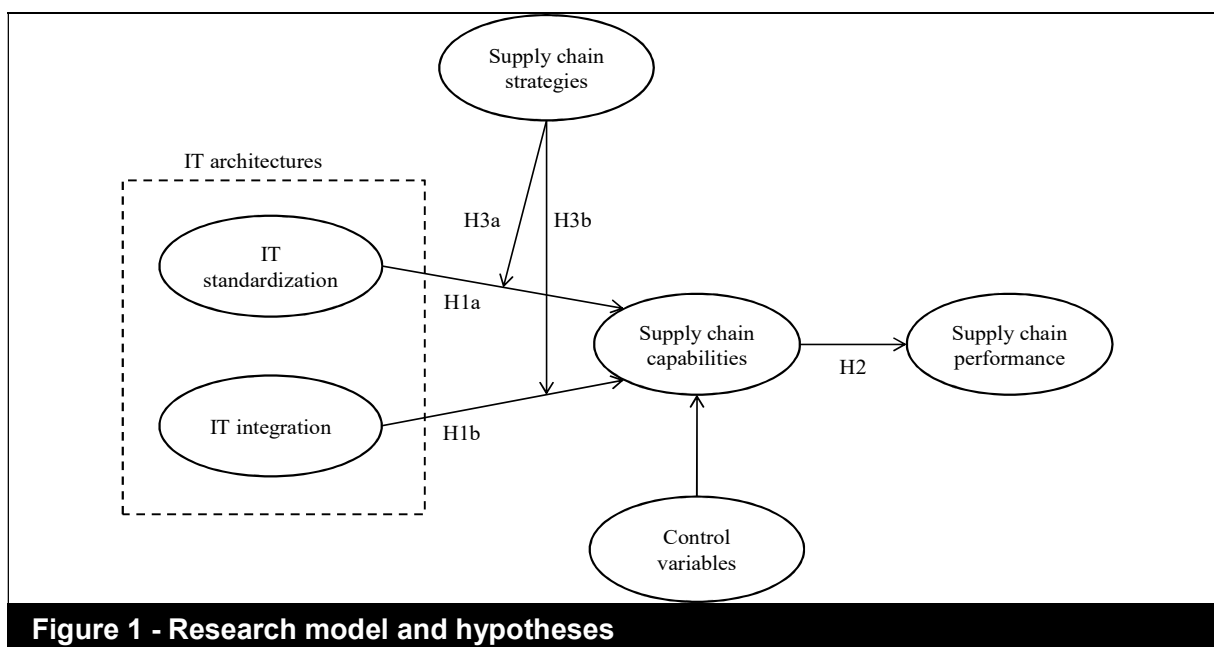 Supply chain
strategies
IT architectures
H3a
H3b
IT
standardization
H1a
Supply chain
capabilities
H2
Supply chain
performance
IT integration
H1b
Control
variables
Figure 1 - Research model and hypotheses